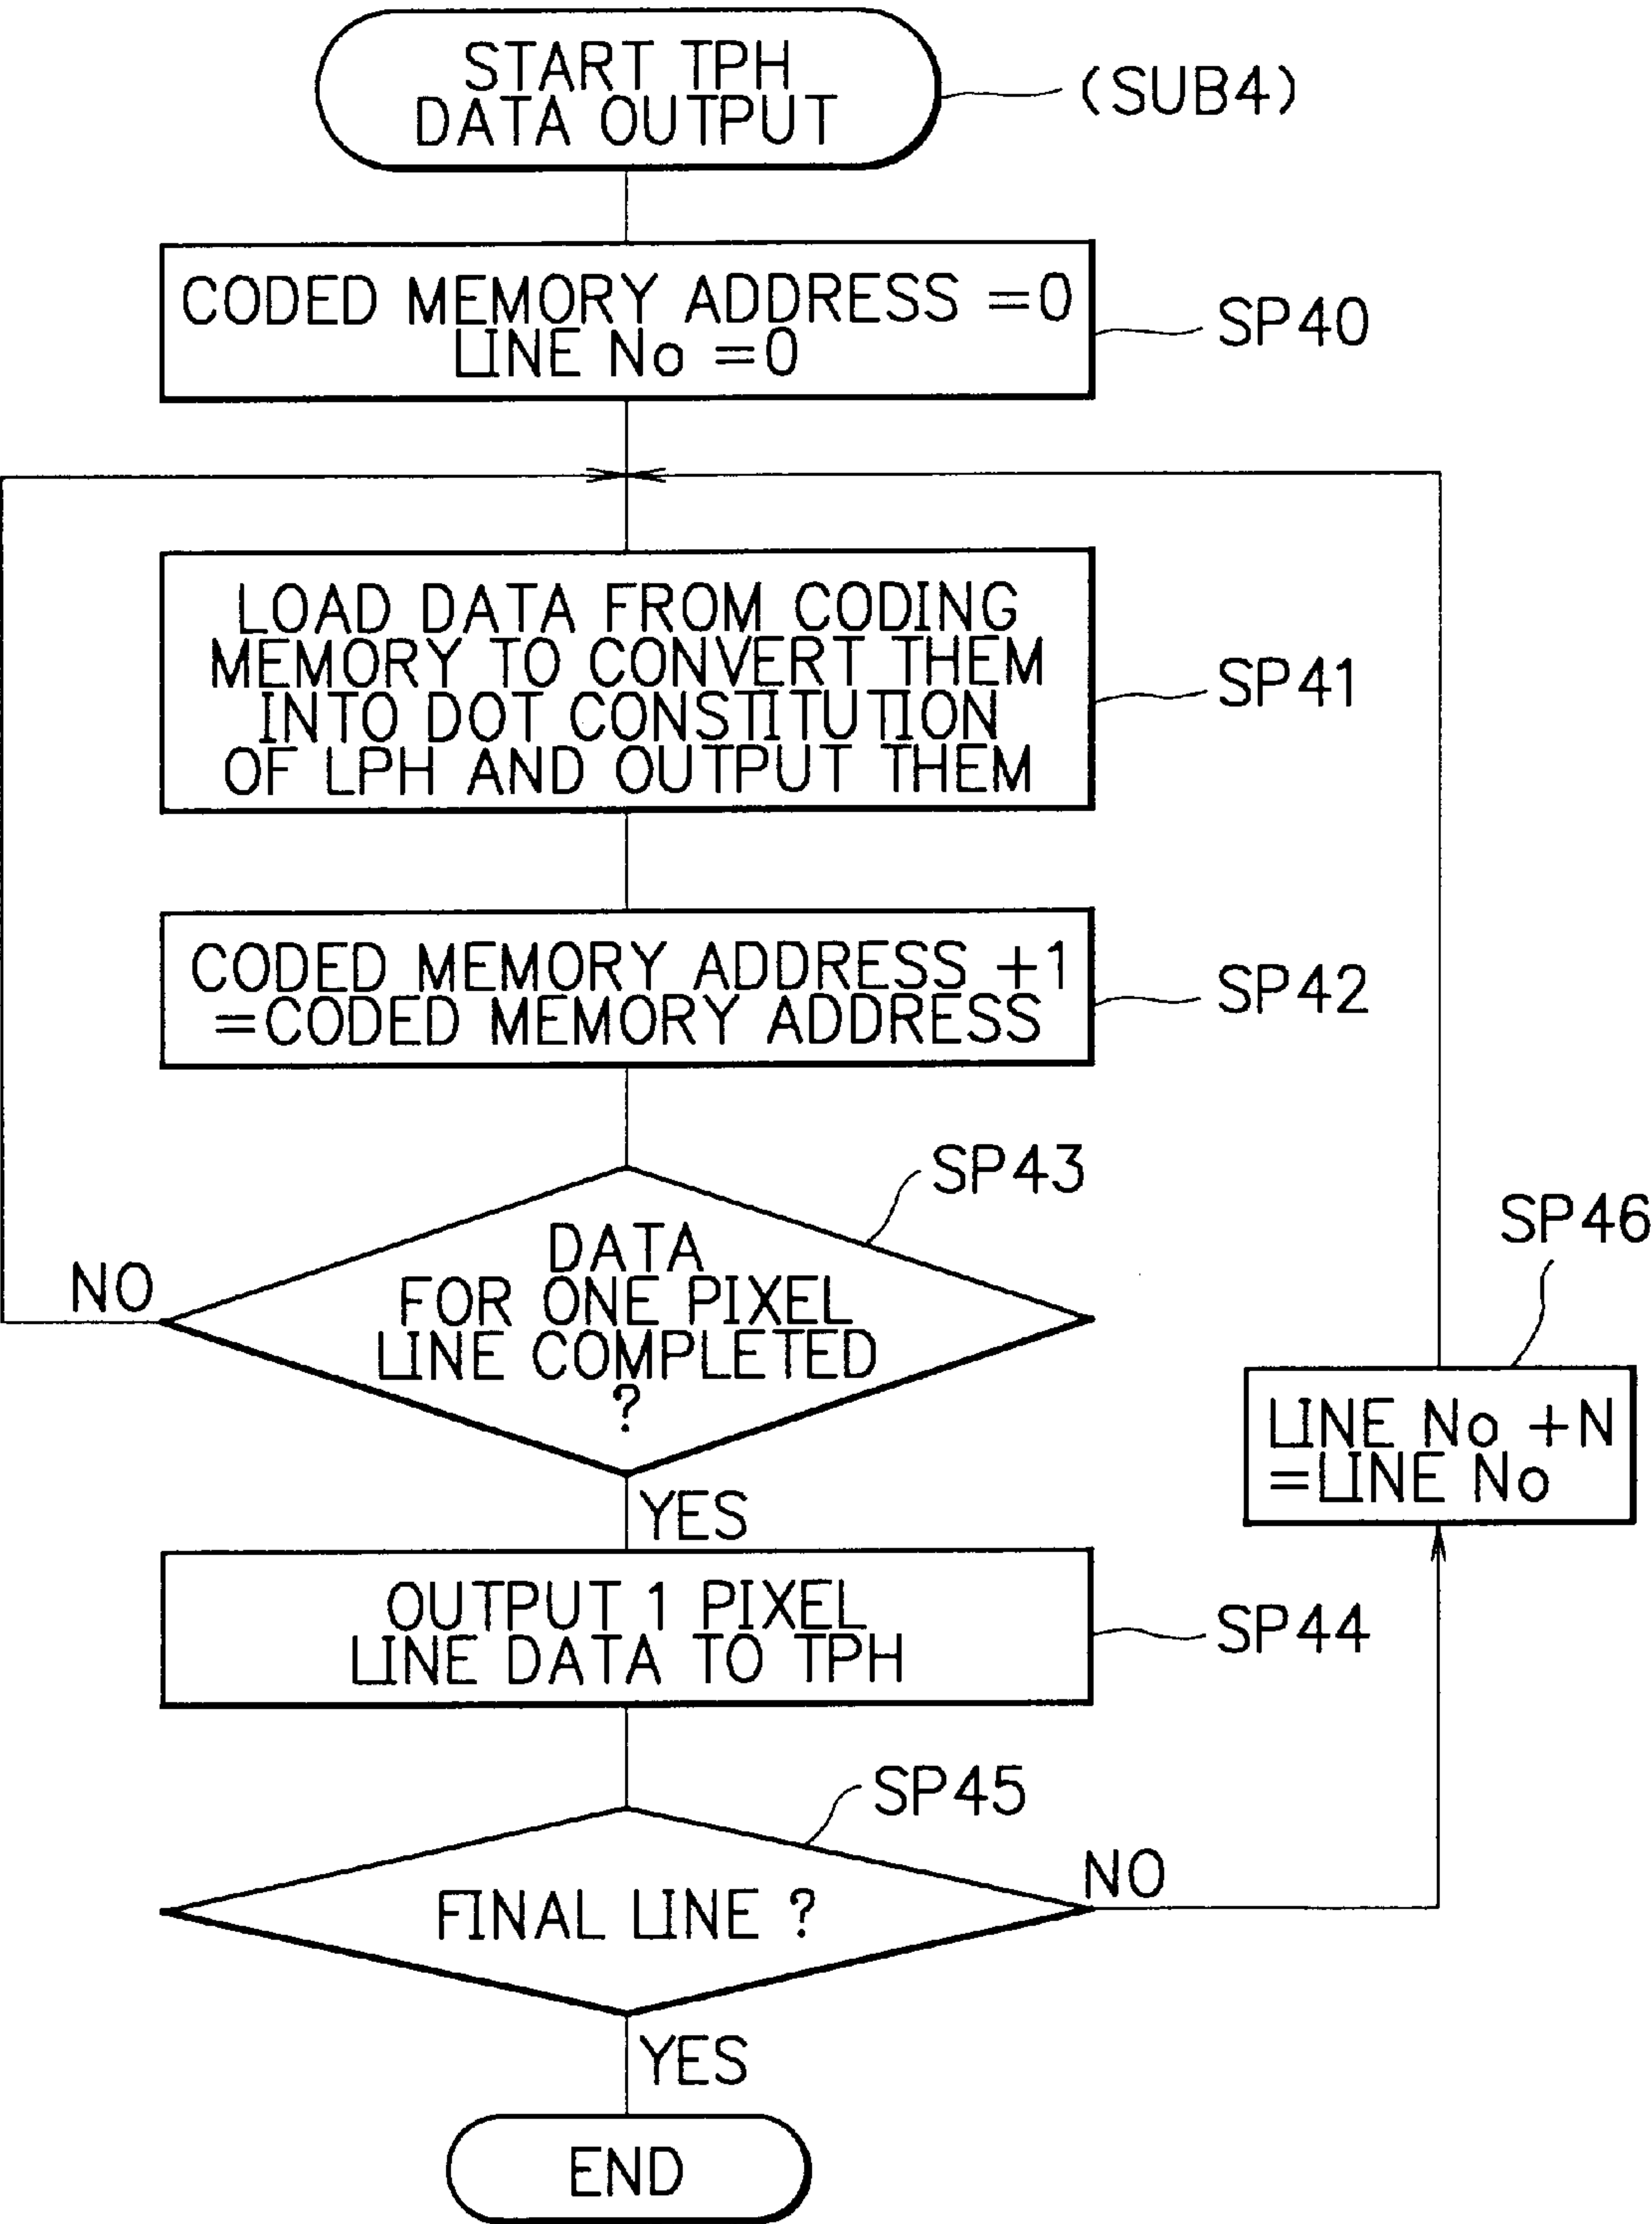 START TPH
DATA OUTPUT
(SUB4)
CODED MEMORY ADDRESS =0
LINE No =0
SP40
LOAD DATA FROM CODING
MEMORY TO CONVERT THEM
INTO DOT CONSTITUTION
OF LPH AND OUTPUT THEM
SP41
CODED MEMORY ADDRESS +1
=CODED MEMORY ADDRESS
SP42
SP43
DATA
FOR ONE PIXEL
LINE COMPLETED
?
NO
YES
SP46
LINE No +N
=LINE No
OUTPUT 1 PIXEL
LINE DATA TO TPH
SP44
SP45
FINAL LINE ?
NO
YES
END